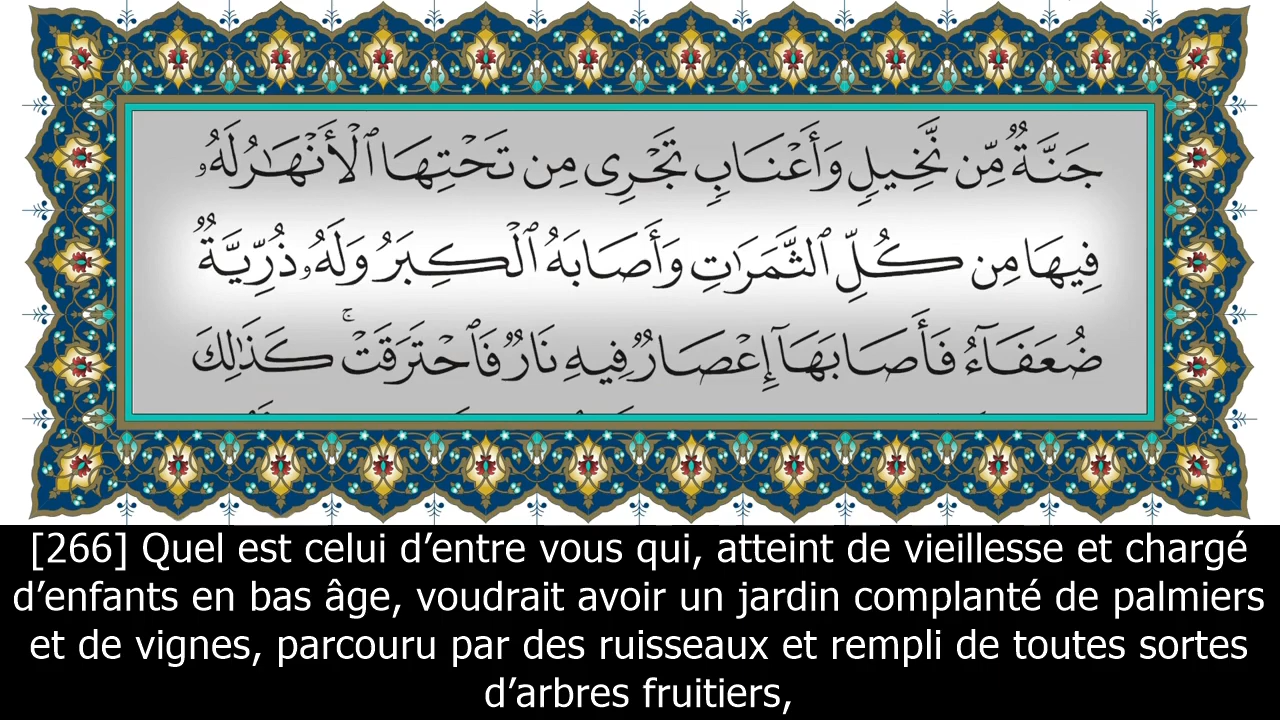 جَنَّةٌ مِّن نَّخِيلٍ وَأَعْنَابٍ تَجْرِى مِن تَحْتِهَا ٱلْأَنْهَـٰرُ لَهُۥ
فِيهَا مِن كُلِّ ٱلثَّمَرَٰتِ وَأَصَابَهُ ٱلْكِبَرُ وَلَهُۥ ذُرِّيَّةٌ
ضُعَفَآءُ فَأَصَابَهَآ إِعْصَارٌ فِيهِ نَارٌ فَٱحْتَرَقَتْ ۚ كَذَٰلِكَ
[266] Quel est celui d’entre vous qui, atteint de vieillesse et chargé
d’enfants en bas âge, voudrait avoir un jardin complanté de palmiers
et de vignes, parcouru par des ruisseaux et rempli de toutes sortes
d’arbres fruitiers,